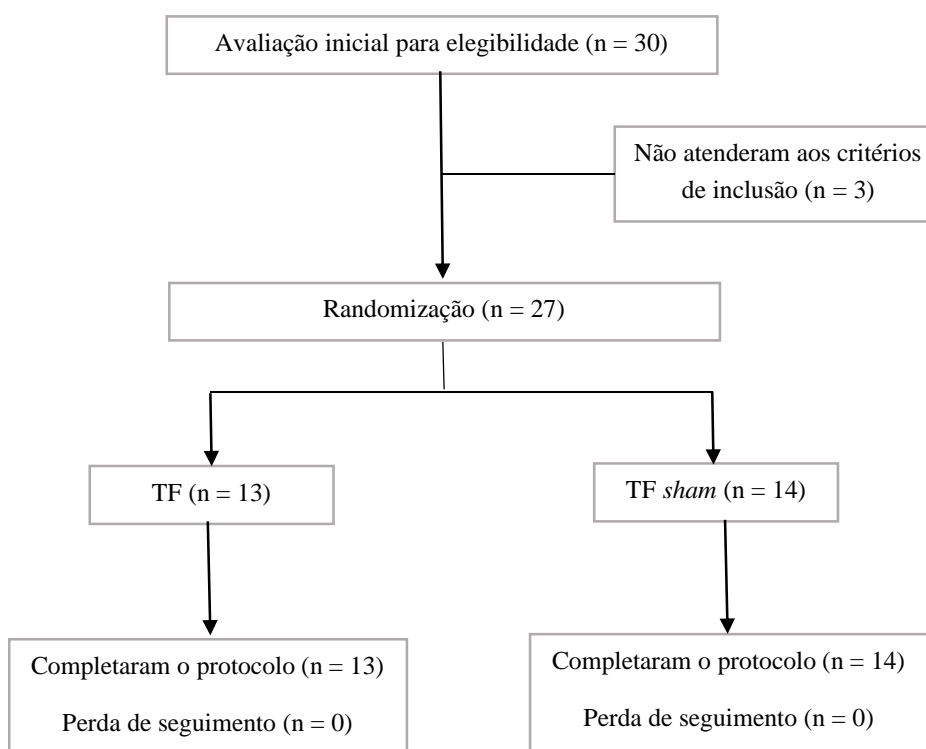 Avaliação inicial para elegibilidade (n = 30)
Não atenderam aos critérios
de inclusão (n = 3)
Randomização (n = 27)
TF (n = 13)
TF sham (n = 14)
Completaram o protocolo (n = 13)
Perda de seguimento (n = 0)
Completaram o protocolo (n = 14)
Perda de seguimento (n = 0)